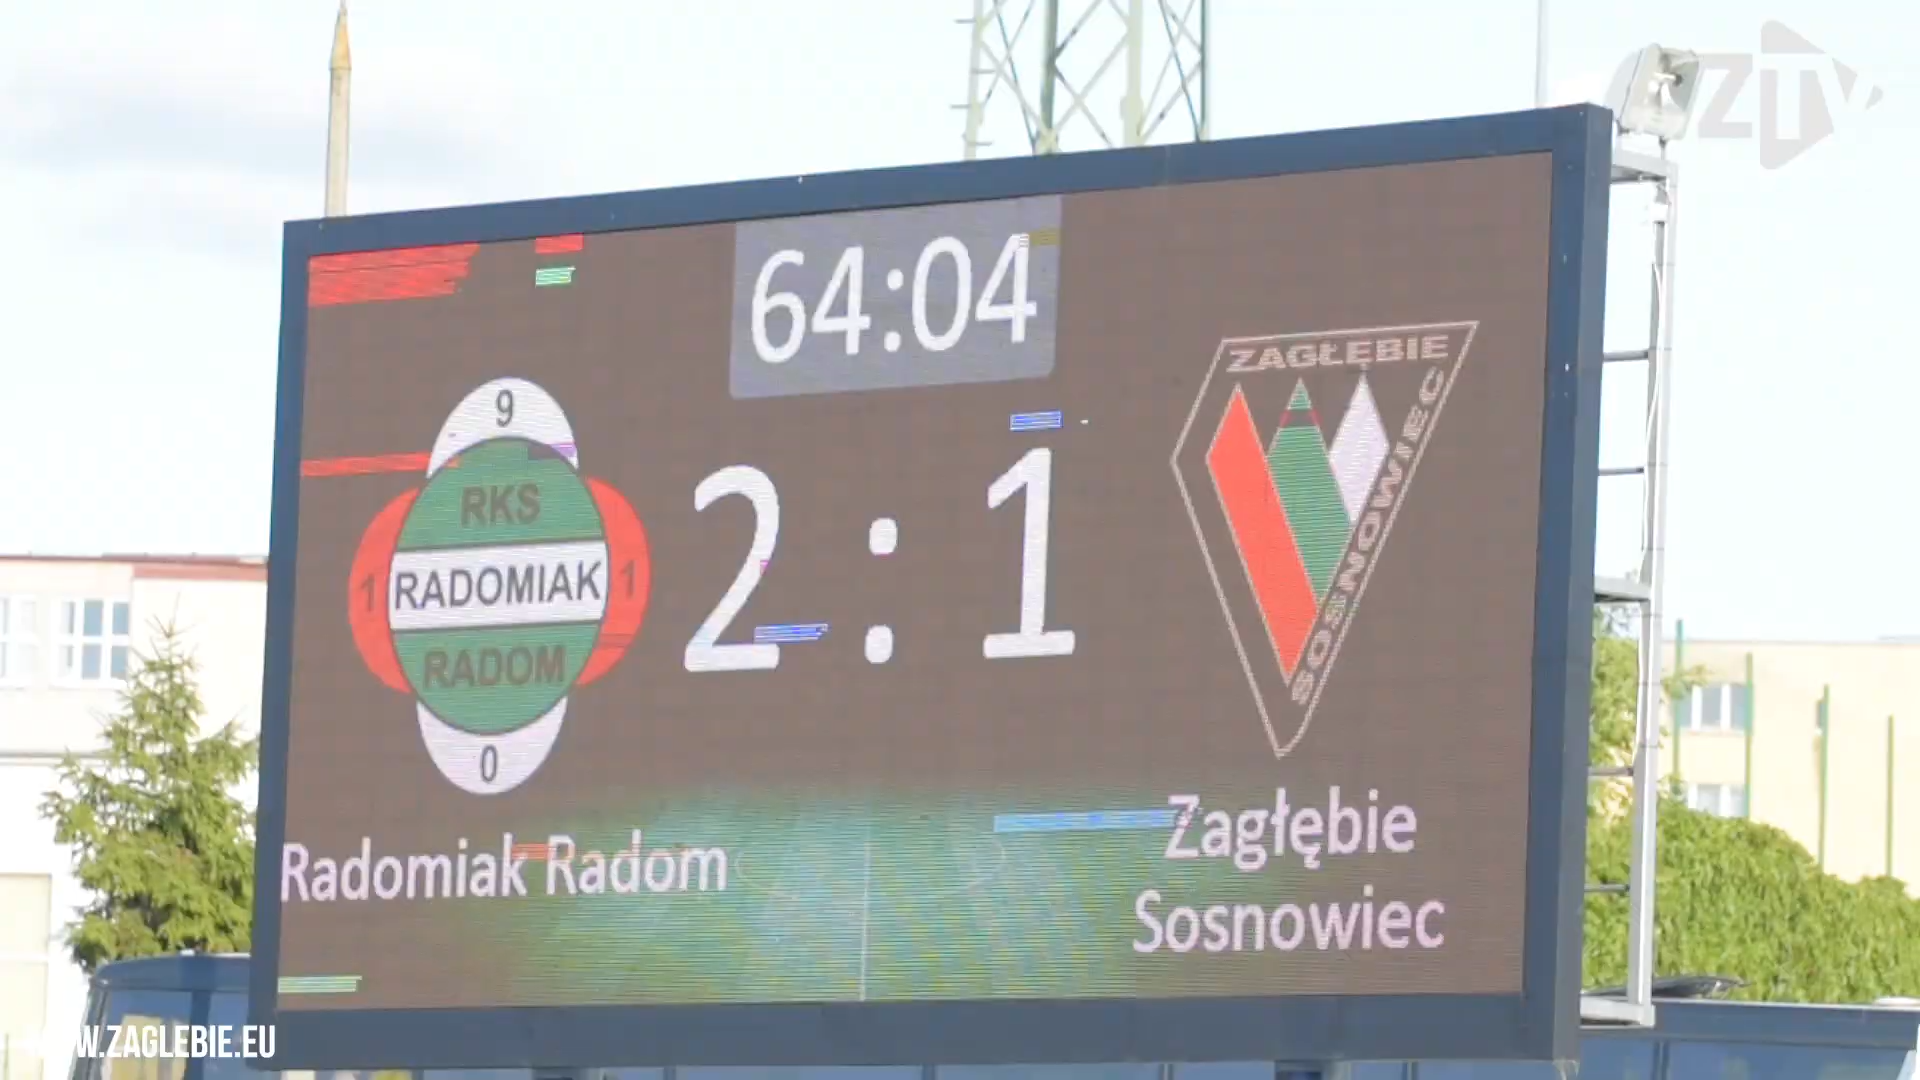 ZTV
64:04
ZAGŁĘBIE
SOSNOWIEC
9
RKS
1 RADOMIAK 1
RADOM
0
2 : 1
Radomiak Radom
Zagłębie
Sosnowiec
WWW.ZAGLEBIE.EU